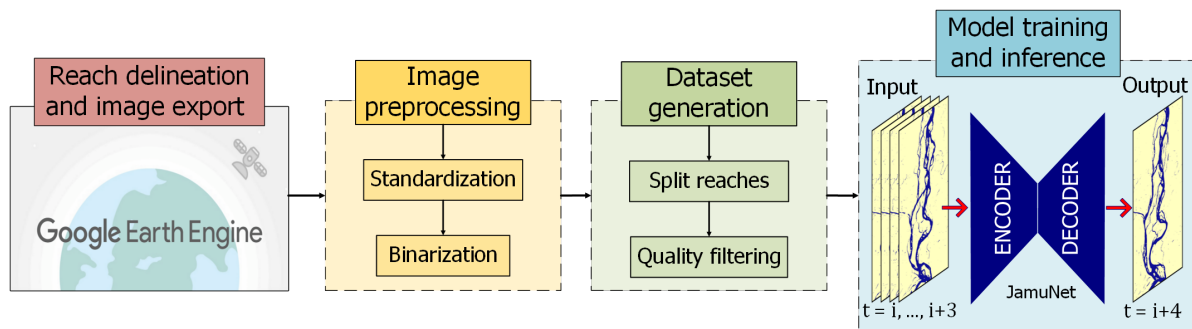 Reach delineation
and image export
Google Earth Engine
Image
preprocessing
Standardization
Binarization
Dataset
generation
Split reaches
Quality filtering
Model training
and inference
Input
Output
ENCODER
DECODER
JamuNet
t = i, ..., i+3
t = i+4